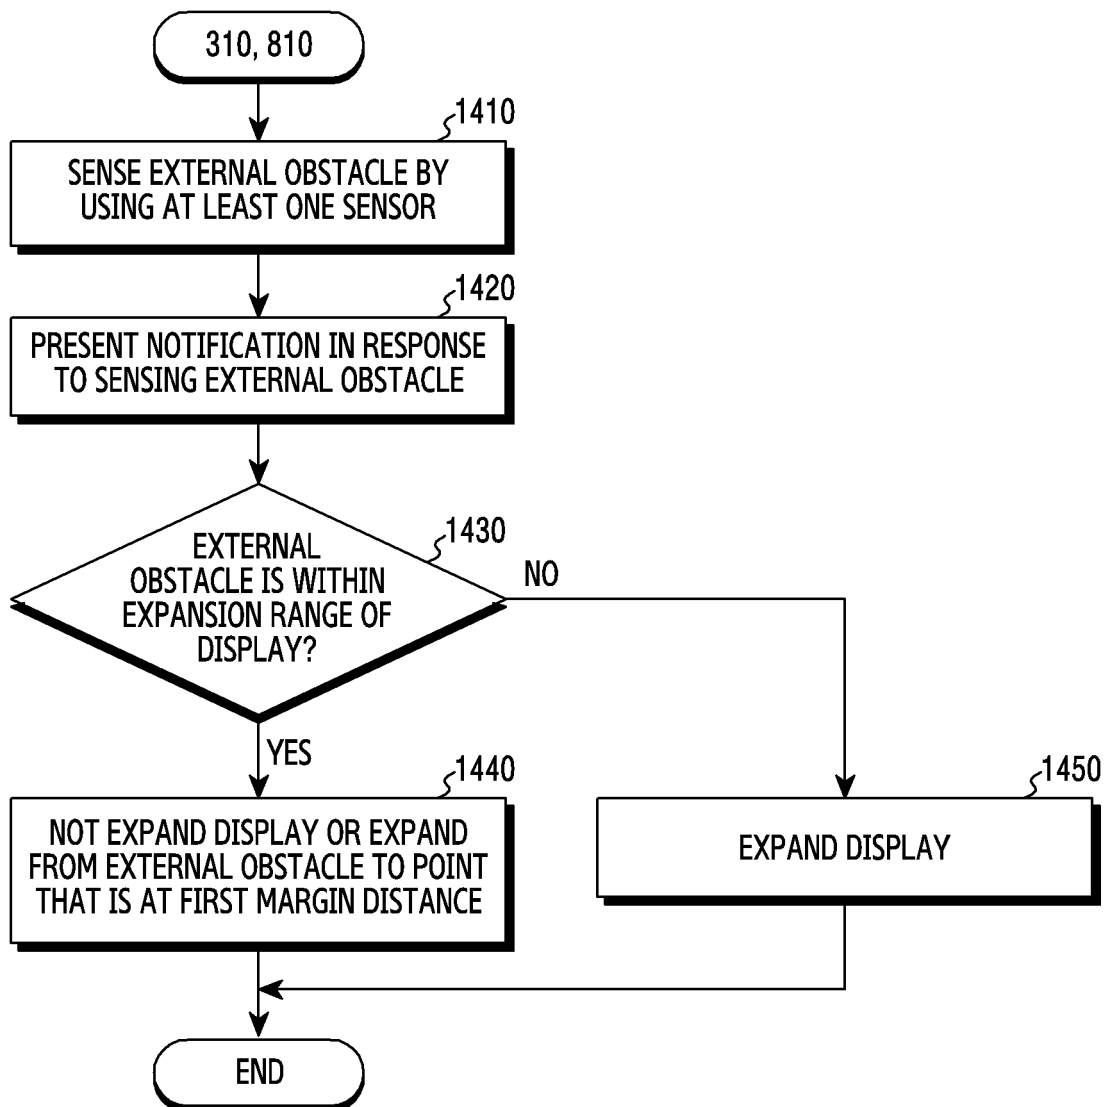 310, 810
1410
SENSE EXTERNAL OBSTACLE BY
USING AT LEAST ONE SENSOR
1420
PRESENT NOTIFICATION IN RESPONSE
TO SENSING EXTERNAL OBSTACLE
1430
EXTERNAL
OBSTACLE IS WITHIN
EXPANSION RANGE OF
DISPLAY?
NO
YES
1440
NOT EXPAND DISPLAY OR EXPAND
FROM EXTERNAL OBSTACLE TO POINT
THAT IS AT FIRST MARGIN DISTANCE
1450
EXPAND DISPLAY
END